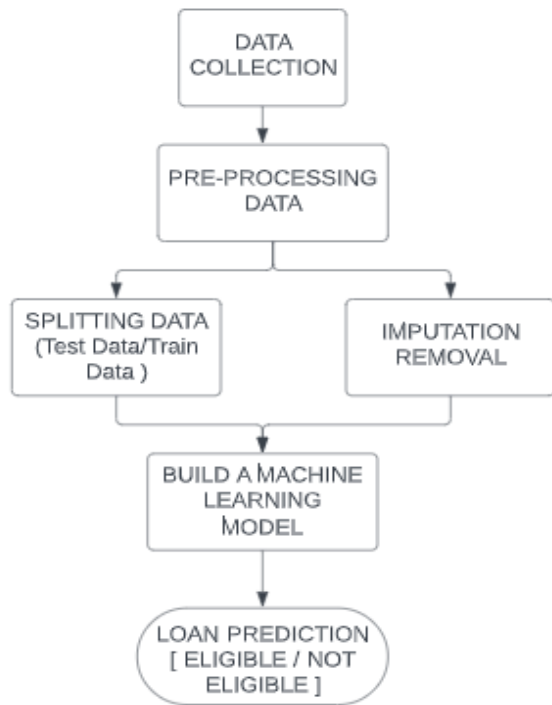 DATA
COLLECTION
PRE-PROCESSING
DATA
SPLITTING DATA
(Test Data/Train
Data )
IMPUTATION
REMOVAL
BUILD A MACHINE
LEARNING
MODEL
LOAN PREDICTION
[ ELIGIBLE / NOT
ELIGIBLE ]